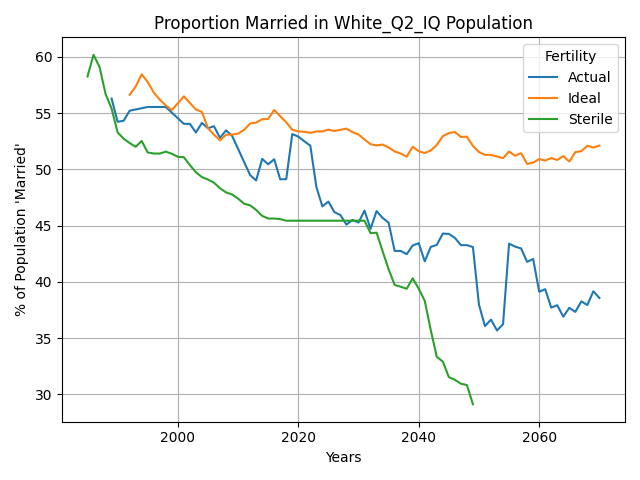 Proportion Married in White_Q2_IQ Population
Fertility
Actual
Ideal
Sterile
% of Population 'Married'
60
55
50
45
40
35
30
2000
2020
2040
2060
Years